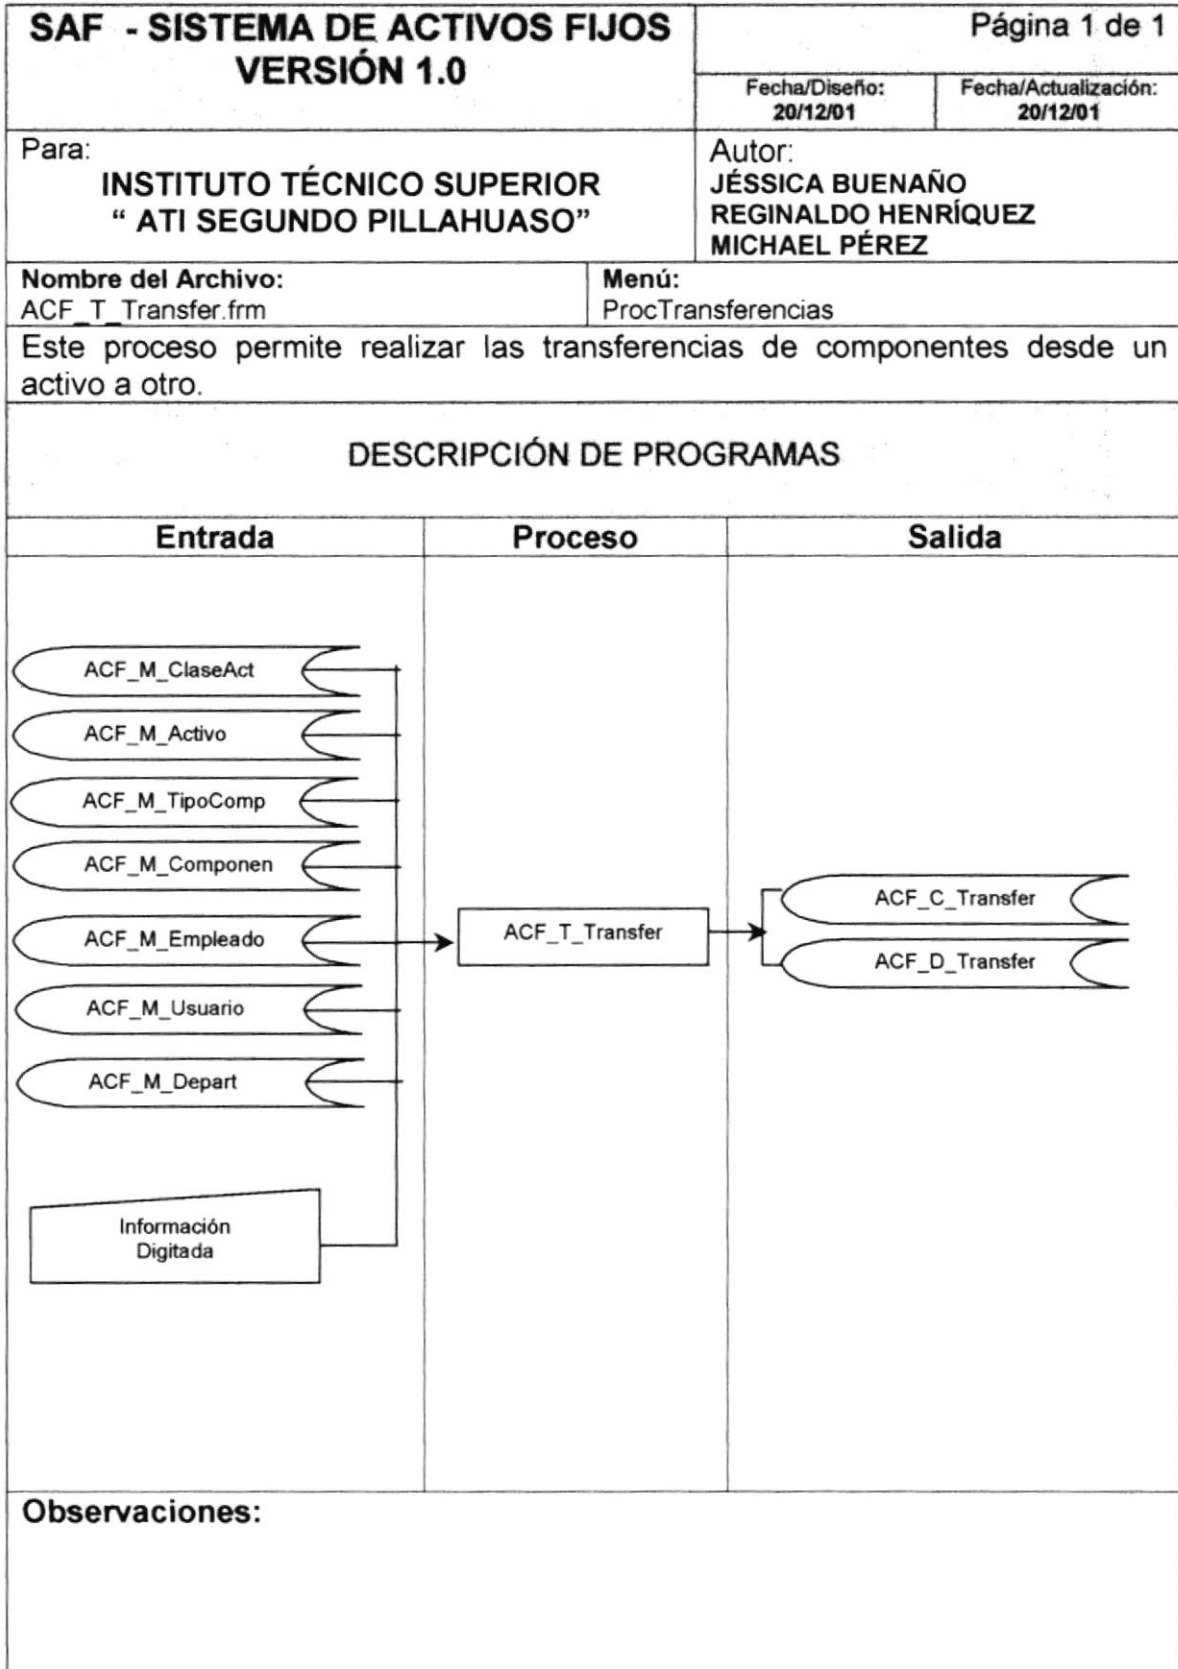 SAF - SISTEMA DE ACTIVOS FIJOS
VERSIÓN 1.0
Página 1 de 1
Fecha/Diseño:
20/12/01
Fecha/Actualización:
20/12/01
Para:
INSTITUTO TÉCNICO SUPERIOR
“ ATI SEGUNDO PILLAHUASO”
Autor:
JÉSSICA BUENAÑO
REGINALDO HENRÍQUEZ
MICHAEL PÉREZ
Nombre del Archivo:
ACF_T_Transfer.frm
Menú:
ProcTransferencias
Este proceso permite realizar las transferencias de componentes desde un
activo a otro.
DESCRIPCIÓN DE PROGRAMAS
Entrada
Proceso
Salida
ACF_M_ClaseAct
ACF_M_Activo
ACF_M_TipoComp
ACF_M_Componen
ACF_M_Empleado
ACF_M_Usuario
ACF_M_Depart
Información
Digitada
ACF_T_Transfer
ACF_C_Transfer
ACF_D_Transfer
Observaciones: